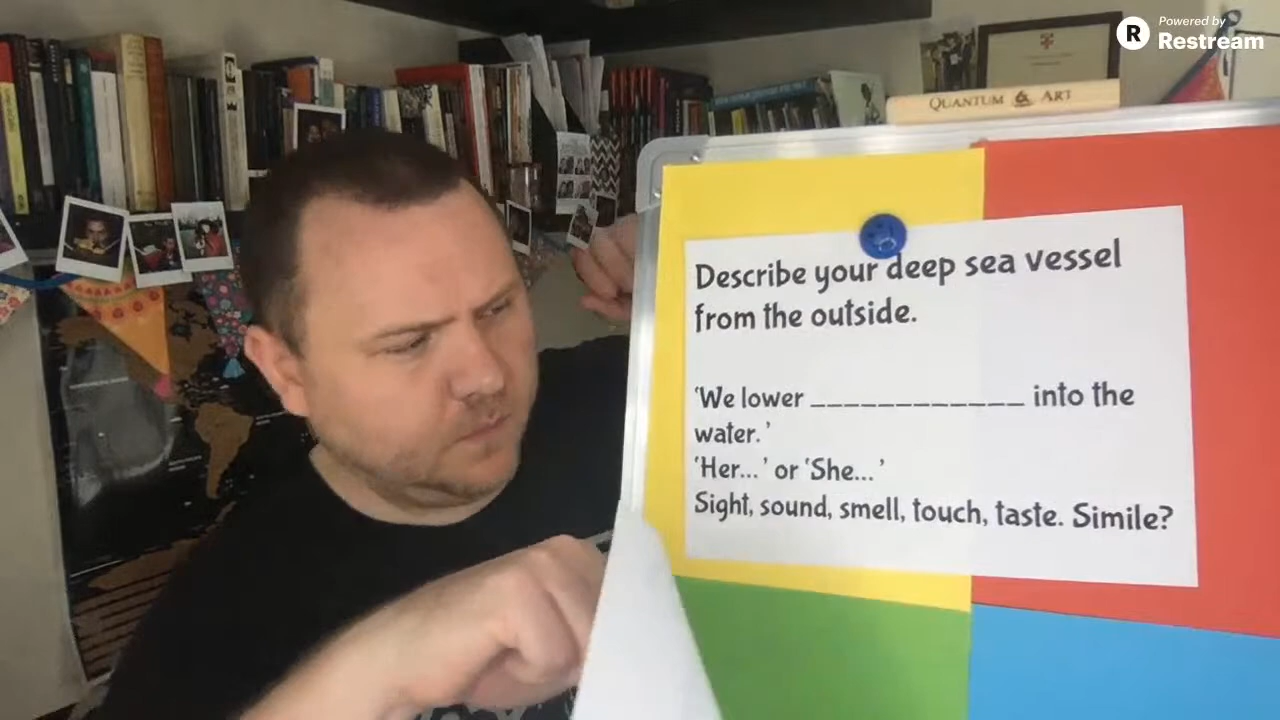 Powered by
R Restream
QUANTUM & ART
Describe your deep sea vessel
from the outside.
‘We lower ____________ into the
water.’
‘Her...’ or ‘She...’
Sight, sound, smell, touch, taste. Simile?